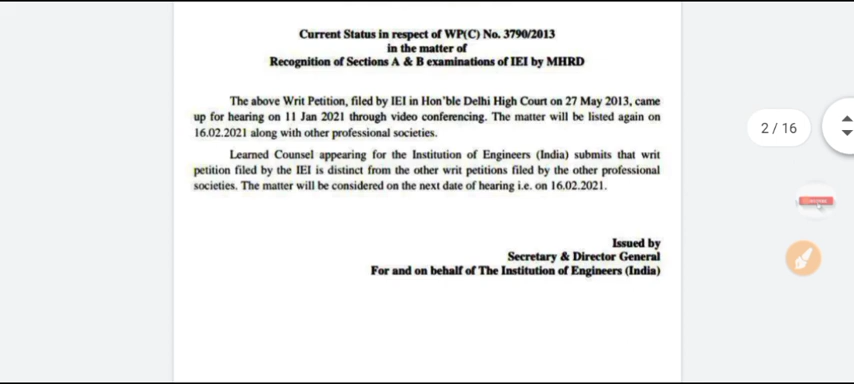 Current Status in respect of WP(C) No. 3790/2013
in the matter of
Recognition of Sections A & B examinations of IEI by MHRD
The above Writ Petition, filed by IEI in Hon'ble Delhi High Court on 27 May 2013, came
up for hearing on 11 Jan 2021 through video conferencing. The matter will be listed again on
16.02.2021 along with other professional societies.
Learned Counsel appearing for the Institution of Engineers (India) submits that writ
petition filed by the IEI is distinct from the other writ petitions filed by the other professional
societies. The matter will be considered on the next date of hearing i.e. on 16.02.2021.
2 / 16
Issued by
Secretary & Director General
For and on behalf of The Institution of Engineers (India)